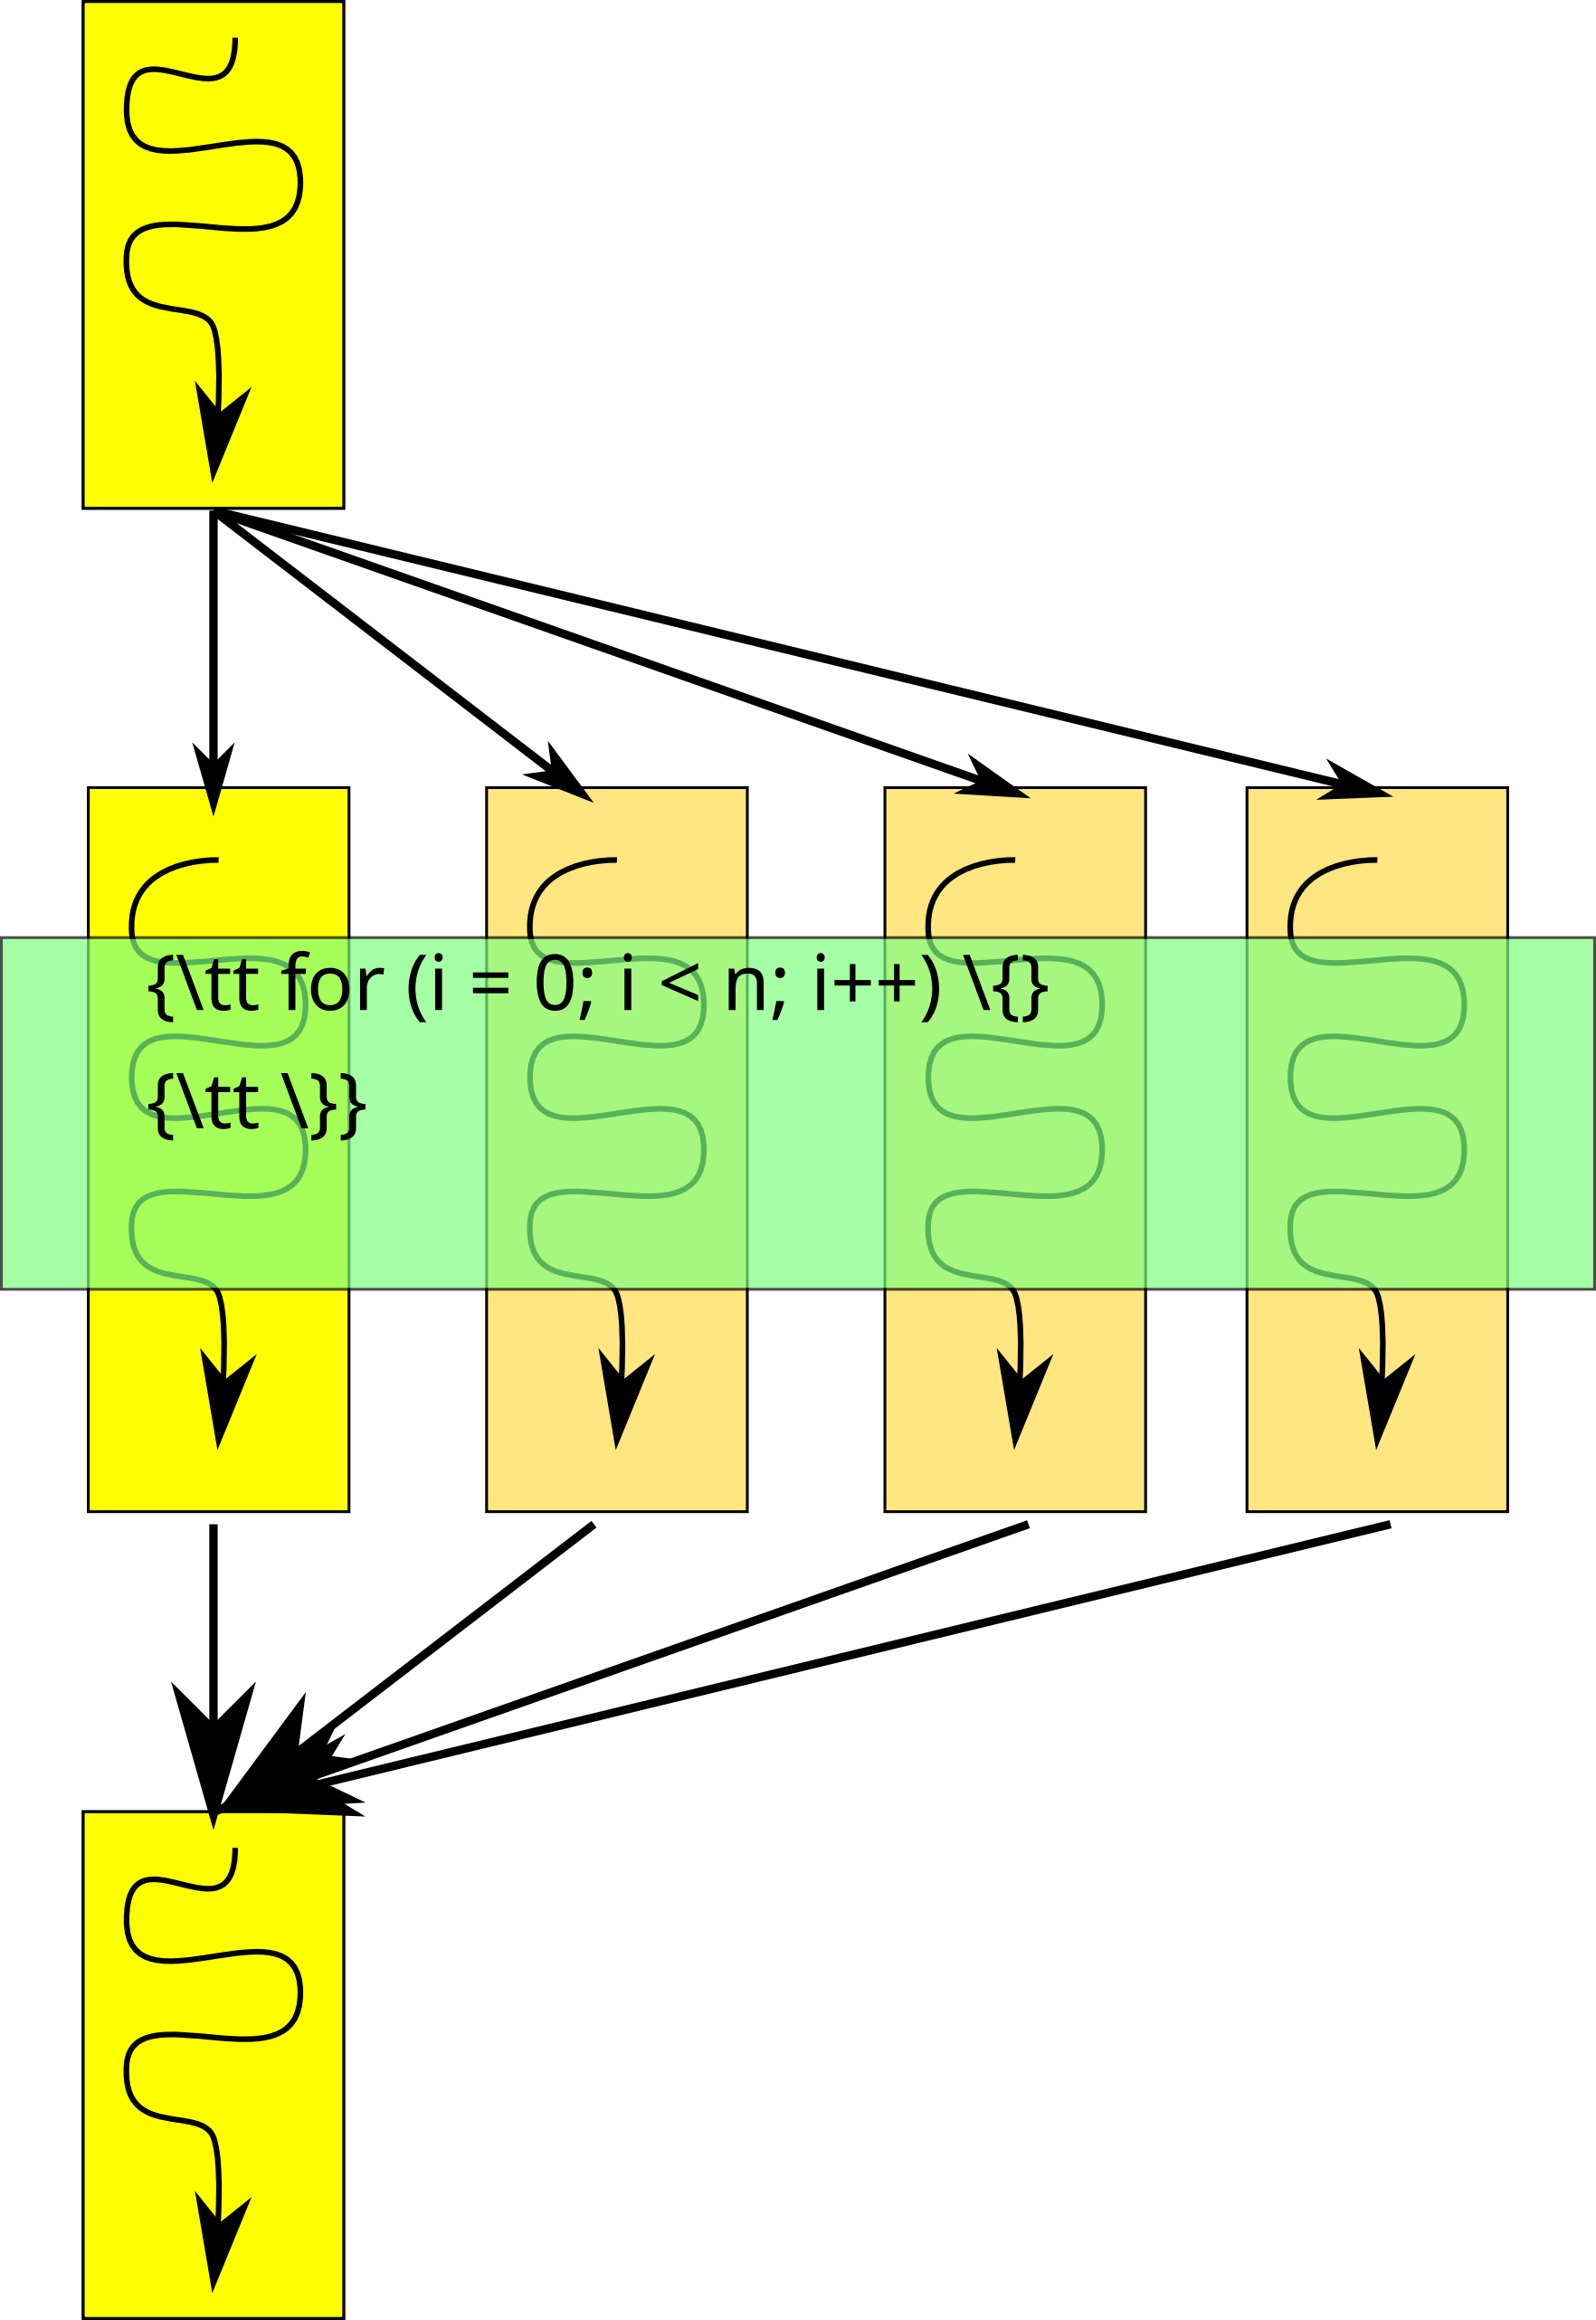 {\tt for (i = 0; i < n; i++) \{}
{\tt \}}